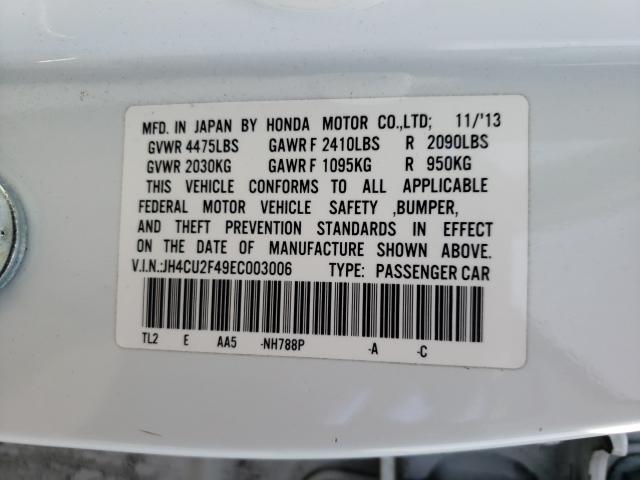 MFD. IN JAPAN BY HONDA MOTOR CO.,LTD; 11/'13
GVWR 4475LBS GAWR F 2410LBS R 2090LBS
GVWR 2030KG GAWR F 1095KG R 950KG
THIS VEHICLE CONFORMS TO ALL APPLICABLE
FEDERAL MOTOR VEHICLE SAFETY ,BUMPER,
AND THEFT PREVENTION STANDARDS IN EFFECT
ON THE DATE OF MANUFACTURE SHOWN ABOVE.
V.I.N.:JH4CU2F49EC003006 TYPE: PASSENGER CAR
TL2 E AA5 -NH788P -A -C